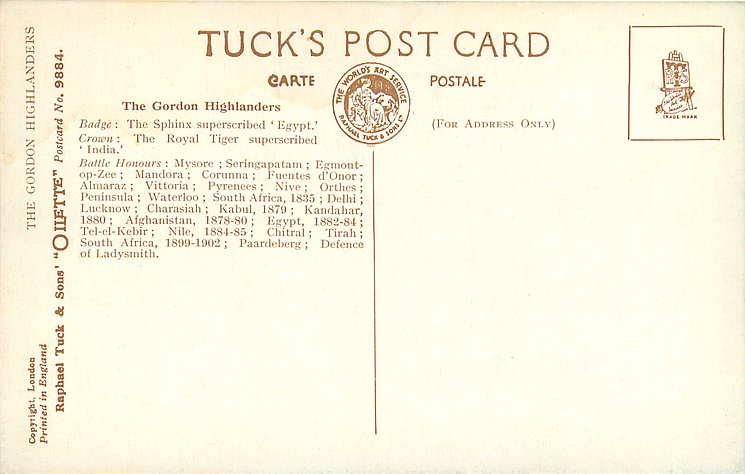 TUCK'S POST CARD
CARTE POSTALE
THE WORLD'S ART SERVICE
RAPHAEL TUCK & SONS LD
(FOR ADDRESS ONLY)
TRADE MARK
The Gordon Highlanders
Badge : The Sphinx superscribed ‘ Egypt.’
Crown : The Royal Tiger superscribed
‘ India.’
Battle Honours : Mysore ; Seringapatam ; Egmont-
op-Zee ; Mandora ; Corunna ; Fuentes d'Onor ;
Almaraz ; Vittoria ; Pyrenees ; Nive ; Orthes ;
Peninsula ; Waterloo ; South Africa, 1835 ; Delhi ;
Lucknow ; Charasiah ; Kabul, 1879 ; Kandahar,
1880 ; Afghanistan, 1878-80 ; Egypt, 1882-84 ;
Tel-el-Kebir ; Nile, 1884-85 ; Chitral ; Tirah ;
South Africa, 1899-1902 ; Paardeberg ; Defence
of Ladysmith.
THE GORDON HIGHLANDERS
Raphael Tuck & Sons' "OILETTE" Postcard No. 9884.
Copyright, London
Printed in England